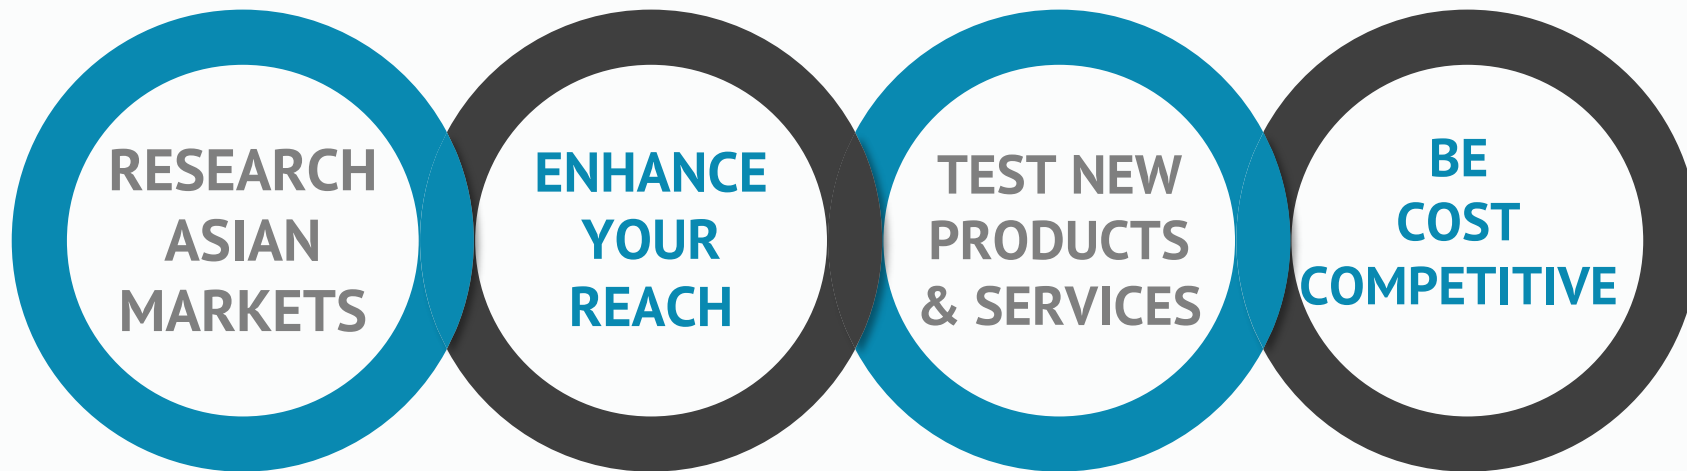 RESEARCH
ASIAN
MARKETS
ENHANCE
YOUR
REACH
TEST NEW
PRODUCTS
& SERVICES
BE
COST
COMPETITIVE